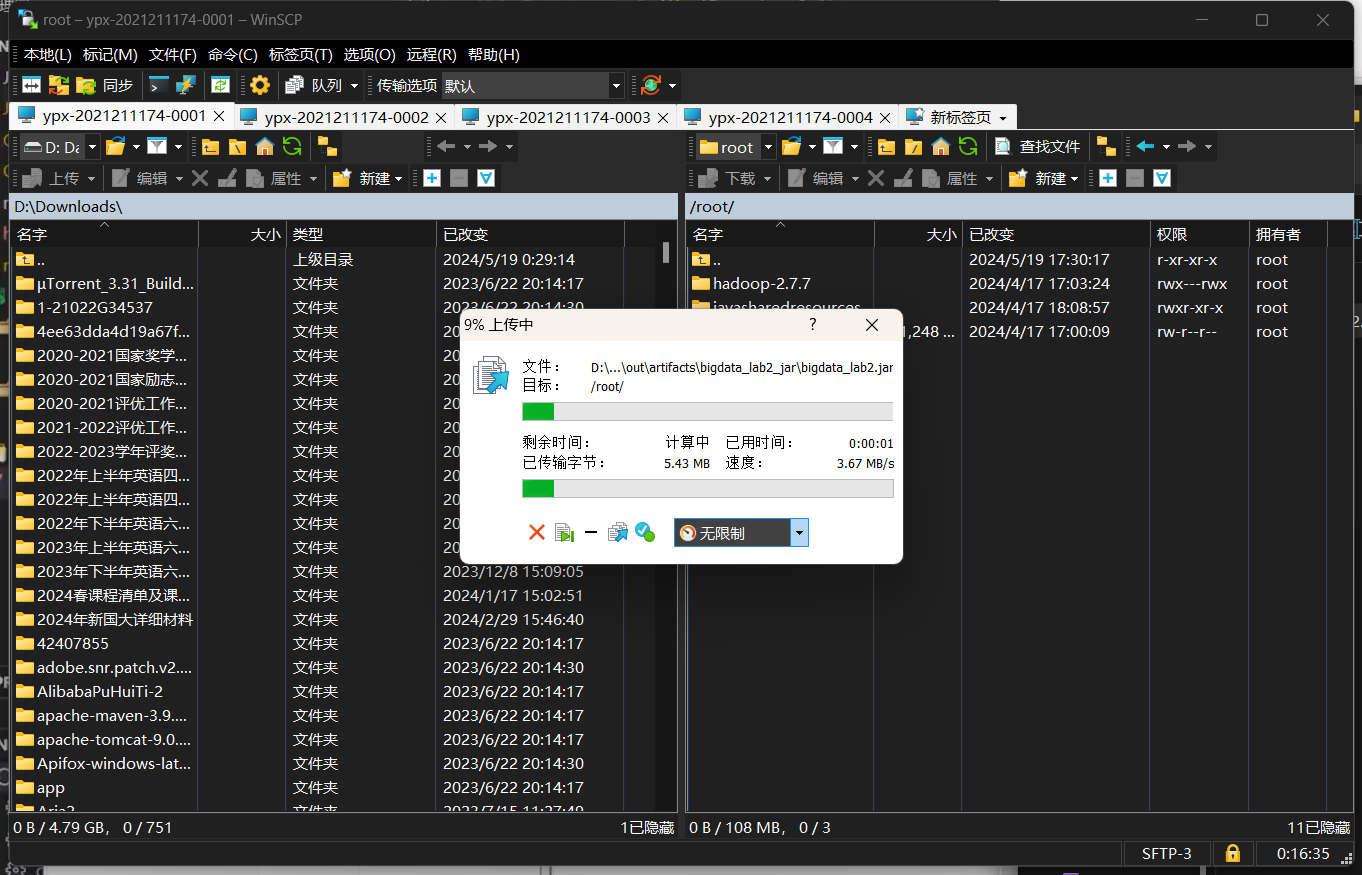 root – ypx-2021211174-0001 – WinSCP
本地(L) 标记(M) 文件(F) 命令(C) 标签页(T) 选项(O) 远程(R) 帮助(H)
同步 队列 传输选项 默认
ypx-2021211174-0001 ypx-2021211174-0002 ypx-2021211174-0003 ypx-2021211174-0004 新标签页
D: Da root 查找文件
上传 编辑 属性 新建 下载 编辑 属性 新建
D:\Downloads\ /root/
名字 大小 类型 已改变 名字 大小 已改变 权限 拥有者
.. 上级目录 2024/5/19 0:29:14 .. 2024/5/19 17:30:17 r-xr-xr-x root
µTorrent_3.31_Build... 文件夹 2023/6/22 20:14:17 hadoop-2.7.7 2024/4/17 17:03:24 rwx---rwx root
1-21022G34537 文件夹 2023/6/22 20:14:30 javasharedresources 2024/4/17 18:08:57 rwxr-xr-x root
4ee63dda4d19a67f... 文件夹 20 1,248 ... 2024/4/17 17:00:09 rw-r--r-- root
2020-2021国家奖学... 文件夹 20
2020-2021国家励志... 文件夹 20
2020-2021评优工作... 文件夹 20
2021-2022评优工作... 文件夹 20
2022-2023学年评奖... 文件夹 20
2022年上半年英语四... 文件夹 20
2022年上半年英语四... 文件夹 20
2022年下半年英语六... 文件夹 20
2023年上半年英语六... 文件夹 20
2023年下半年英语六... 文件夹 2023/12/8 15:09:05
2024春课程清单及课... 文件夹 2024/1/17 15:02:51
2024年新国大详细材料 文件夹 2024/2/29 15:46:40
42407855 文件夹 2023/6/22 20:14:17
adobe.snr.patch.v2.... 文件夹 2023/6/22 20:14:30
AlibabaPuHuiTi-2 文件夹 2023/6/22 20:14:17
apache-maven-3.9.... 文件夹 2023/6/22 20:14:17
apache-tomcat-9.0.... 文件夹 2023/6/22 20:14:17
Apifox-windows-lat... 文件夹 2023/6/22 20:14:30
app 文件夹 2023/6/22 20:14:17
Aria2 文件夹 2023/7/15 11:27:49
9% 上传中 ?
文件: D:\...\out\artifacts\bigdata_lab2_jar\bigdata_lab2.jar
目标: /root/
剩余时间: 计算中 已用时间: 0:00:01
已传输字节: 5.43 MB 速度: 3.67 MB/s
无限制
0 B / 4.79 GB, 0 / 751 1已隐藏 0 B / 108 MB, 0 / 3 11已隐藏
SFTP-3 0:16:35